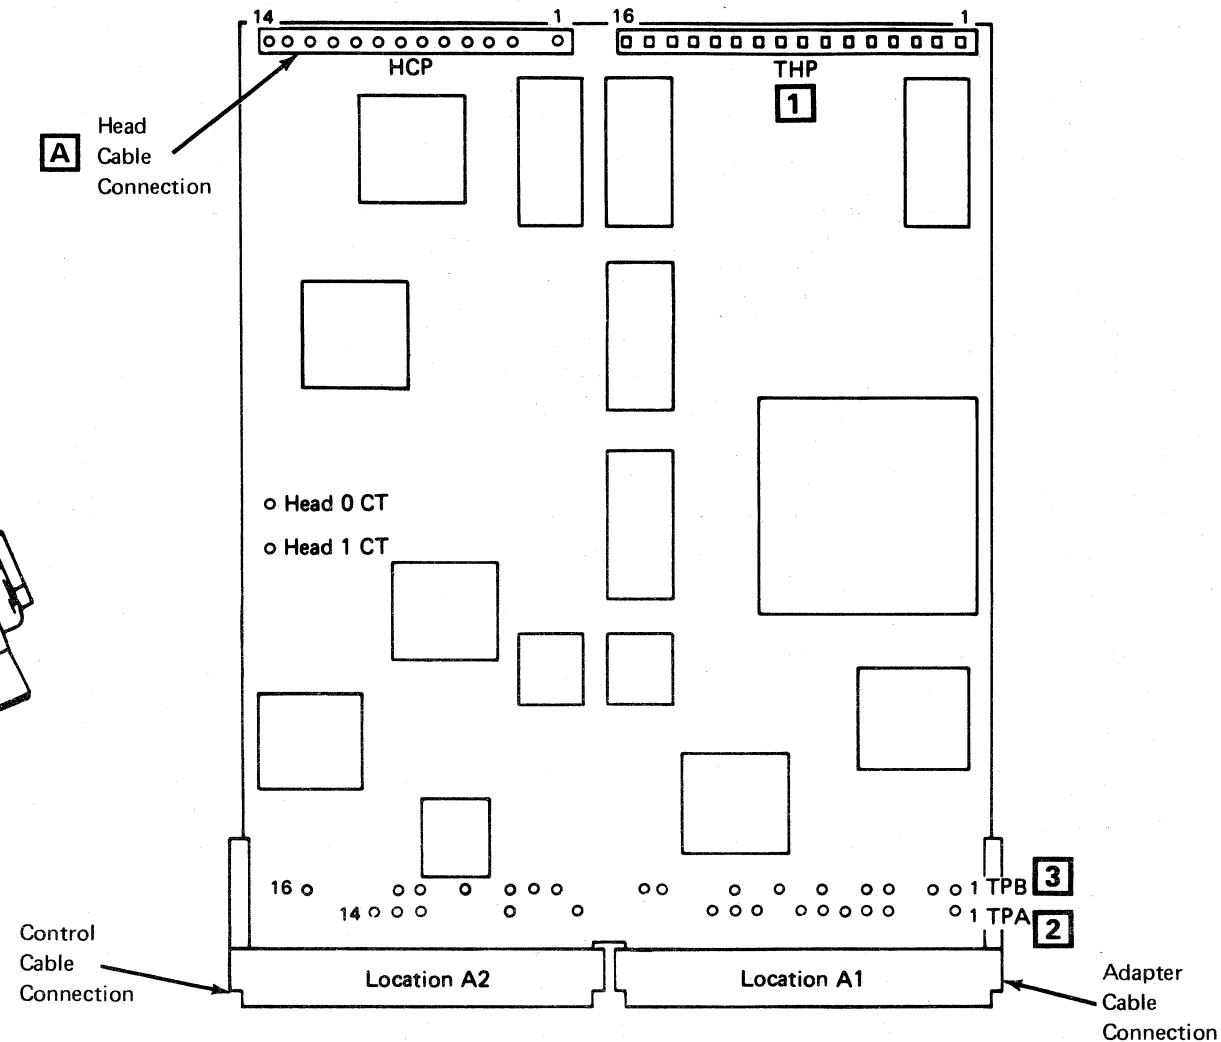 14 1 16 1
HCP THP
1
A Head
Cable
Connection
Head 0 CT
Head 1 CT
16 1 TPB 3
14 1 TPA 2
Control
Cable
Connection
Location A2 Location A1
Adapter
Cable
Connection